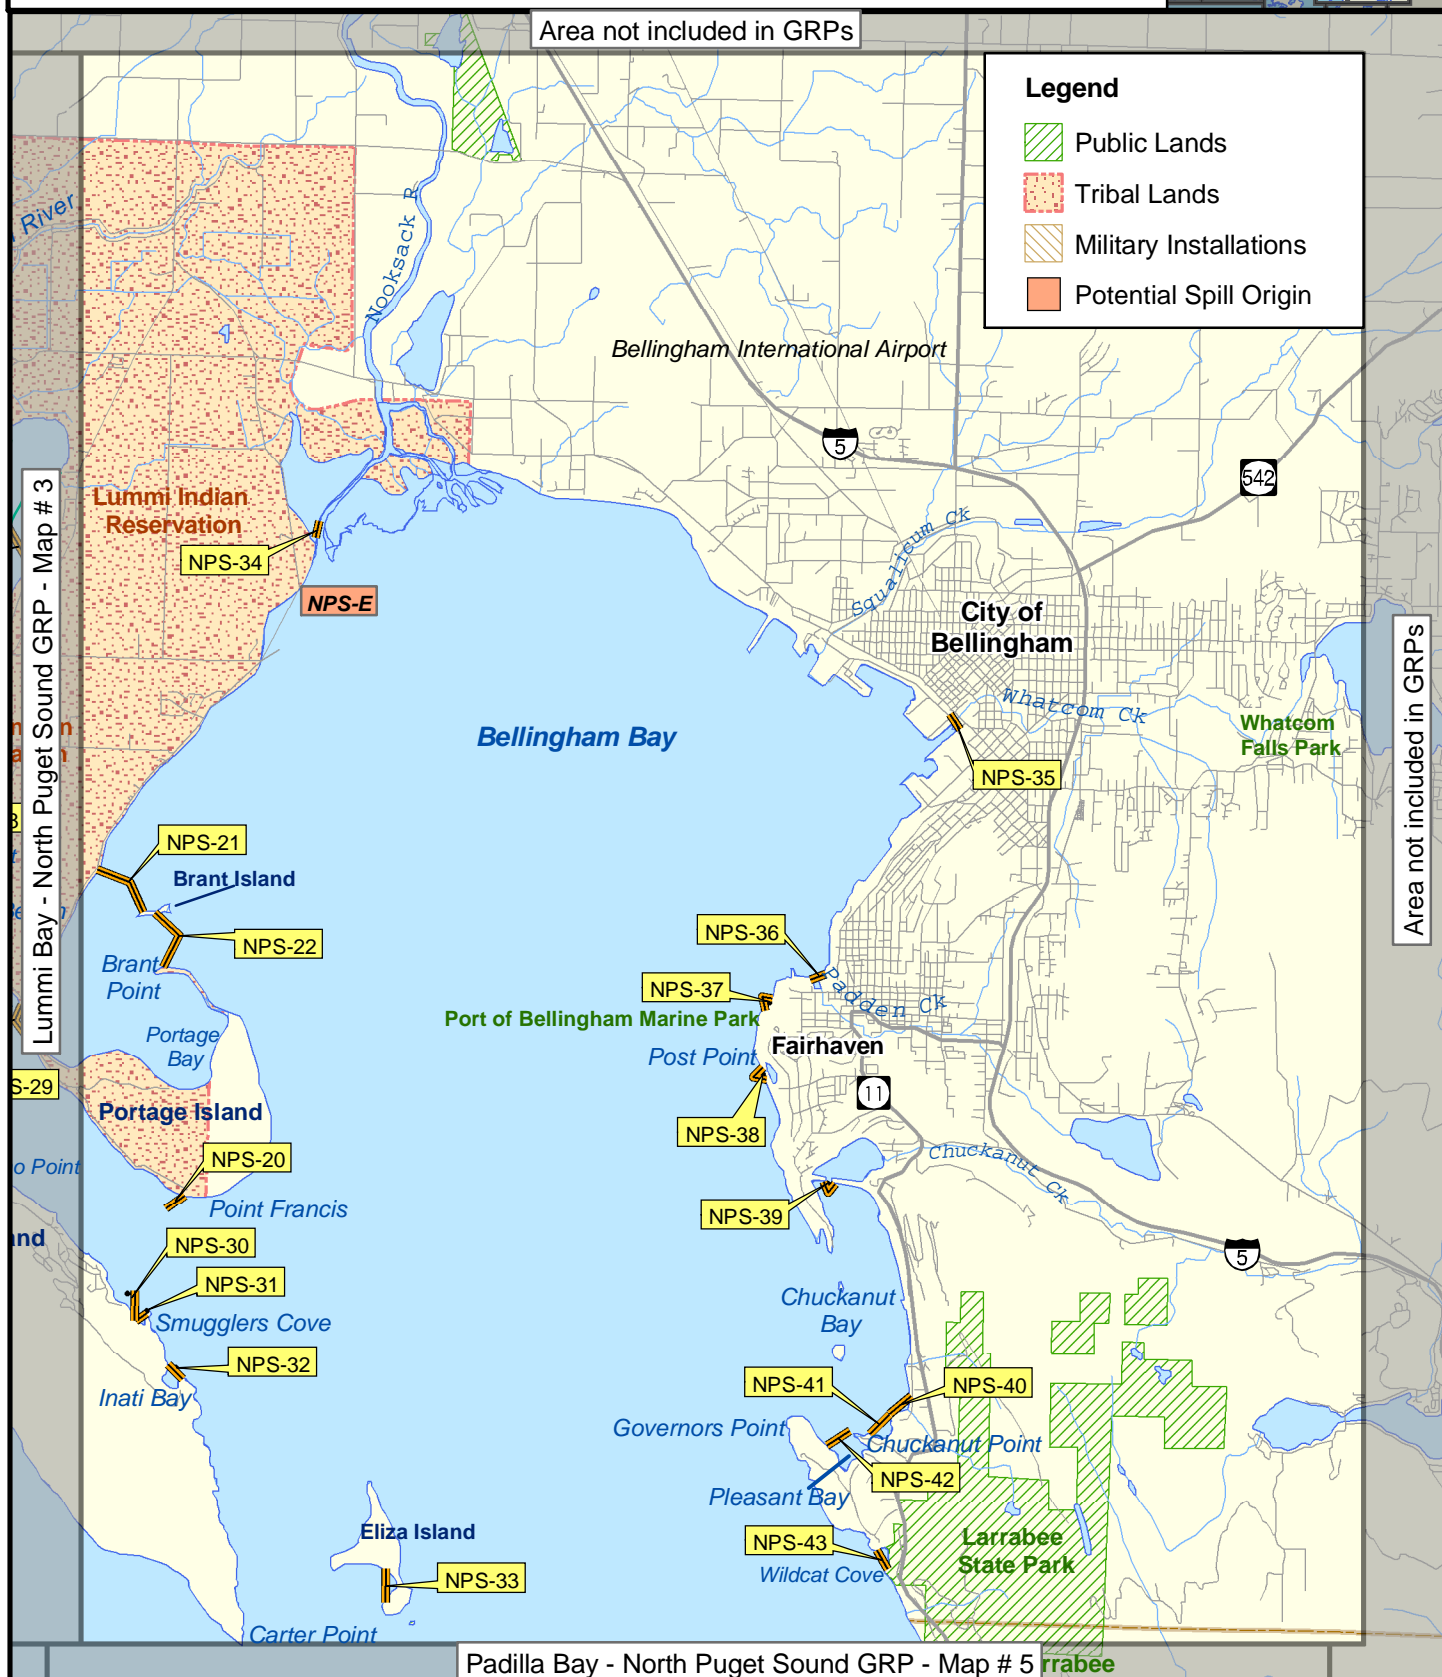 Area not included in GRPs
Legend
Public Lands
Tribal Lands
Military Installations
Potential Spill Origin
River
Nooksack R
Bellingham International Airport
5
542
Lummi Indian
Reservation
NPS-34
NPS-E
Squalicum Ck
City of
Bellingham
Lummi Bay - North Puget Sound GRP - Map # 3
Area not included in GRPs
Bellingham Bay
Whatcom Ck
Whatcom
Falls Park
NPS-35
NPS-21
Brant Island
NPS-22
Brant
Point
NPS-36
NPS-37
Padden Ck
Port of Bellingham Marine Park
Portage
Bay
Post Point
Fairhaven
S-29
11
Portage Island
NPS-38
NPS-20
o Point
Chuckanut Ck
Point Francis
NPS-39
and
NPS-30
5
NPS-31
Smugglers Cove
Chuckanut
Bay
NPS-32
Inati Bay
NPS-41
NPS-40
Governors Point
Chuckanut Point
NPS-42
Pleasant Bay
Eliza Island
NPS-43
Larrabee
State Park
NPS-33
Wildcat Cove
Carter Point
Padilla Bay - North Puget Sound GRP - Map # 5
rrabee